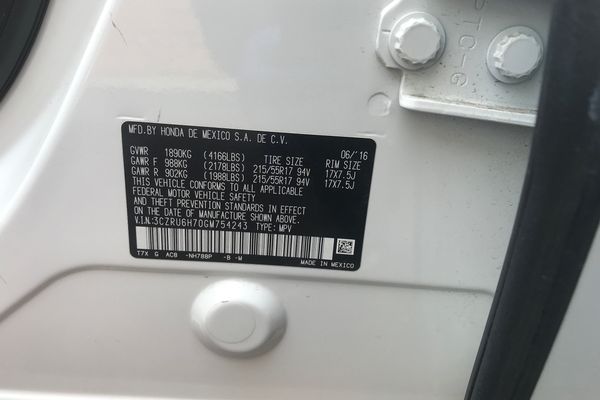 PTO-G
MFD.BY HONDA DE MEXICO S.A. DE C.V.
GVWR 1890KG (4166LBS) TIRE SIZE 06/'16 RIM SIZE
GAWR F 988KG (2178LBS) 215/55R17 94V 17X7.5J
GAWR R 902KG (1988LBS) 215/55R17 94V 17X7.5J
THIS VEHICLE CONFORMS TO ALL APPLICABLE
FEDERAL MOTOR VEHICLE SAFETY
AND THEFT PREVENTION STANDARDS IN EFFECT
ON THE DATE OF MANUFACTURE SHOWN ABOVE.
V.I.N:3CZRU6H70GM754243 TYPE: MPV
T7X G AC8 -NH788P -B -M MADE IN MEXICO